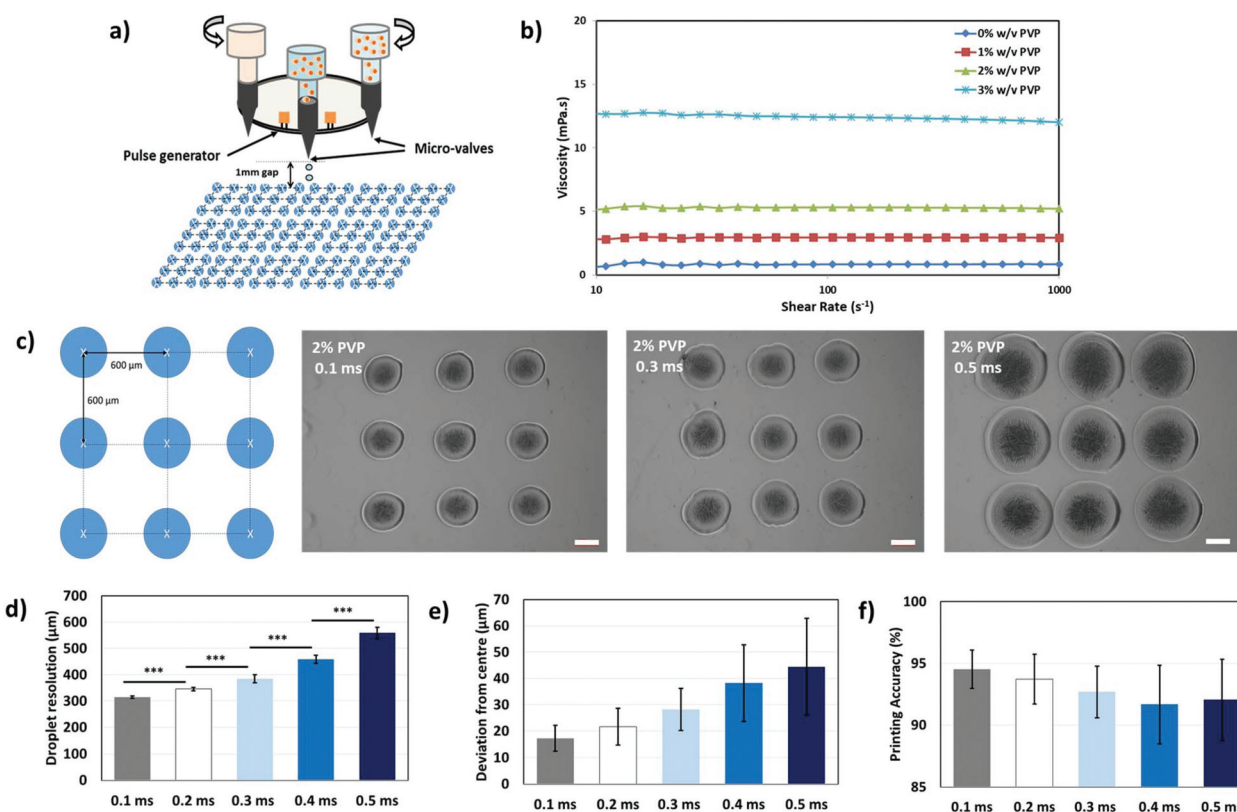 a)
Pulse generator
Micro-valves
1mm gap
b)
Viscosity (mPa.s)
20
15
10
5
0
10
100
1000
Shear Rate (s⁻¹)
0% w/v PVP
1% w/v PVP
2% w/v PVP
3% w/v PVP
c)
X X X
600 µm
600 µm
X X X
X X X
2% PVP
0.1 ms
2% PVP
0.3 ms
2% PVP
0.5 ms
d)
Droplet resolution (µm)
700
600
500
400
300
200
100
0
***
***
***
***
0.1 ms 0.2 ms 0.3 ms 0.4 ms 0.5 ms
e)
Deviation from centre (µm)
70
60
50
40
30
20
10
0
0.1 ms 0.2 ms 0.3 ms 0.4 ms 0.5 ms
f)
Printing Accuracy (%)
100
95
90
85
0.1 ms 0.2 ms 0.3 ms 0.4 ms 0.5 ms